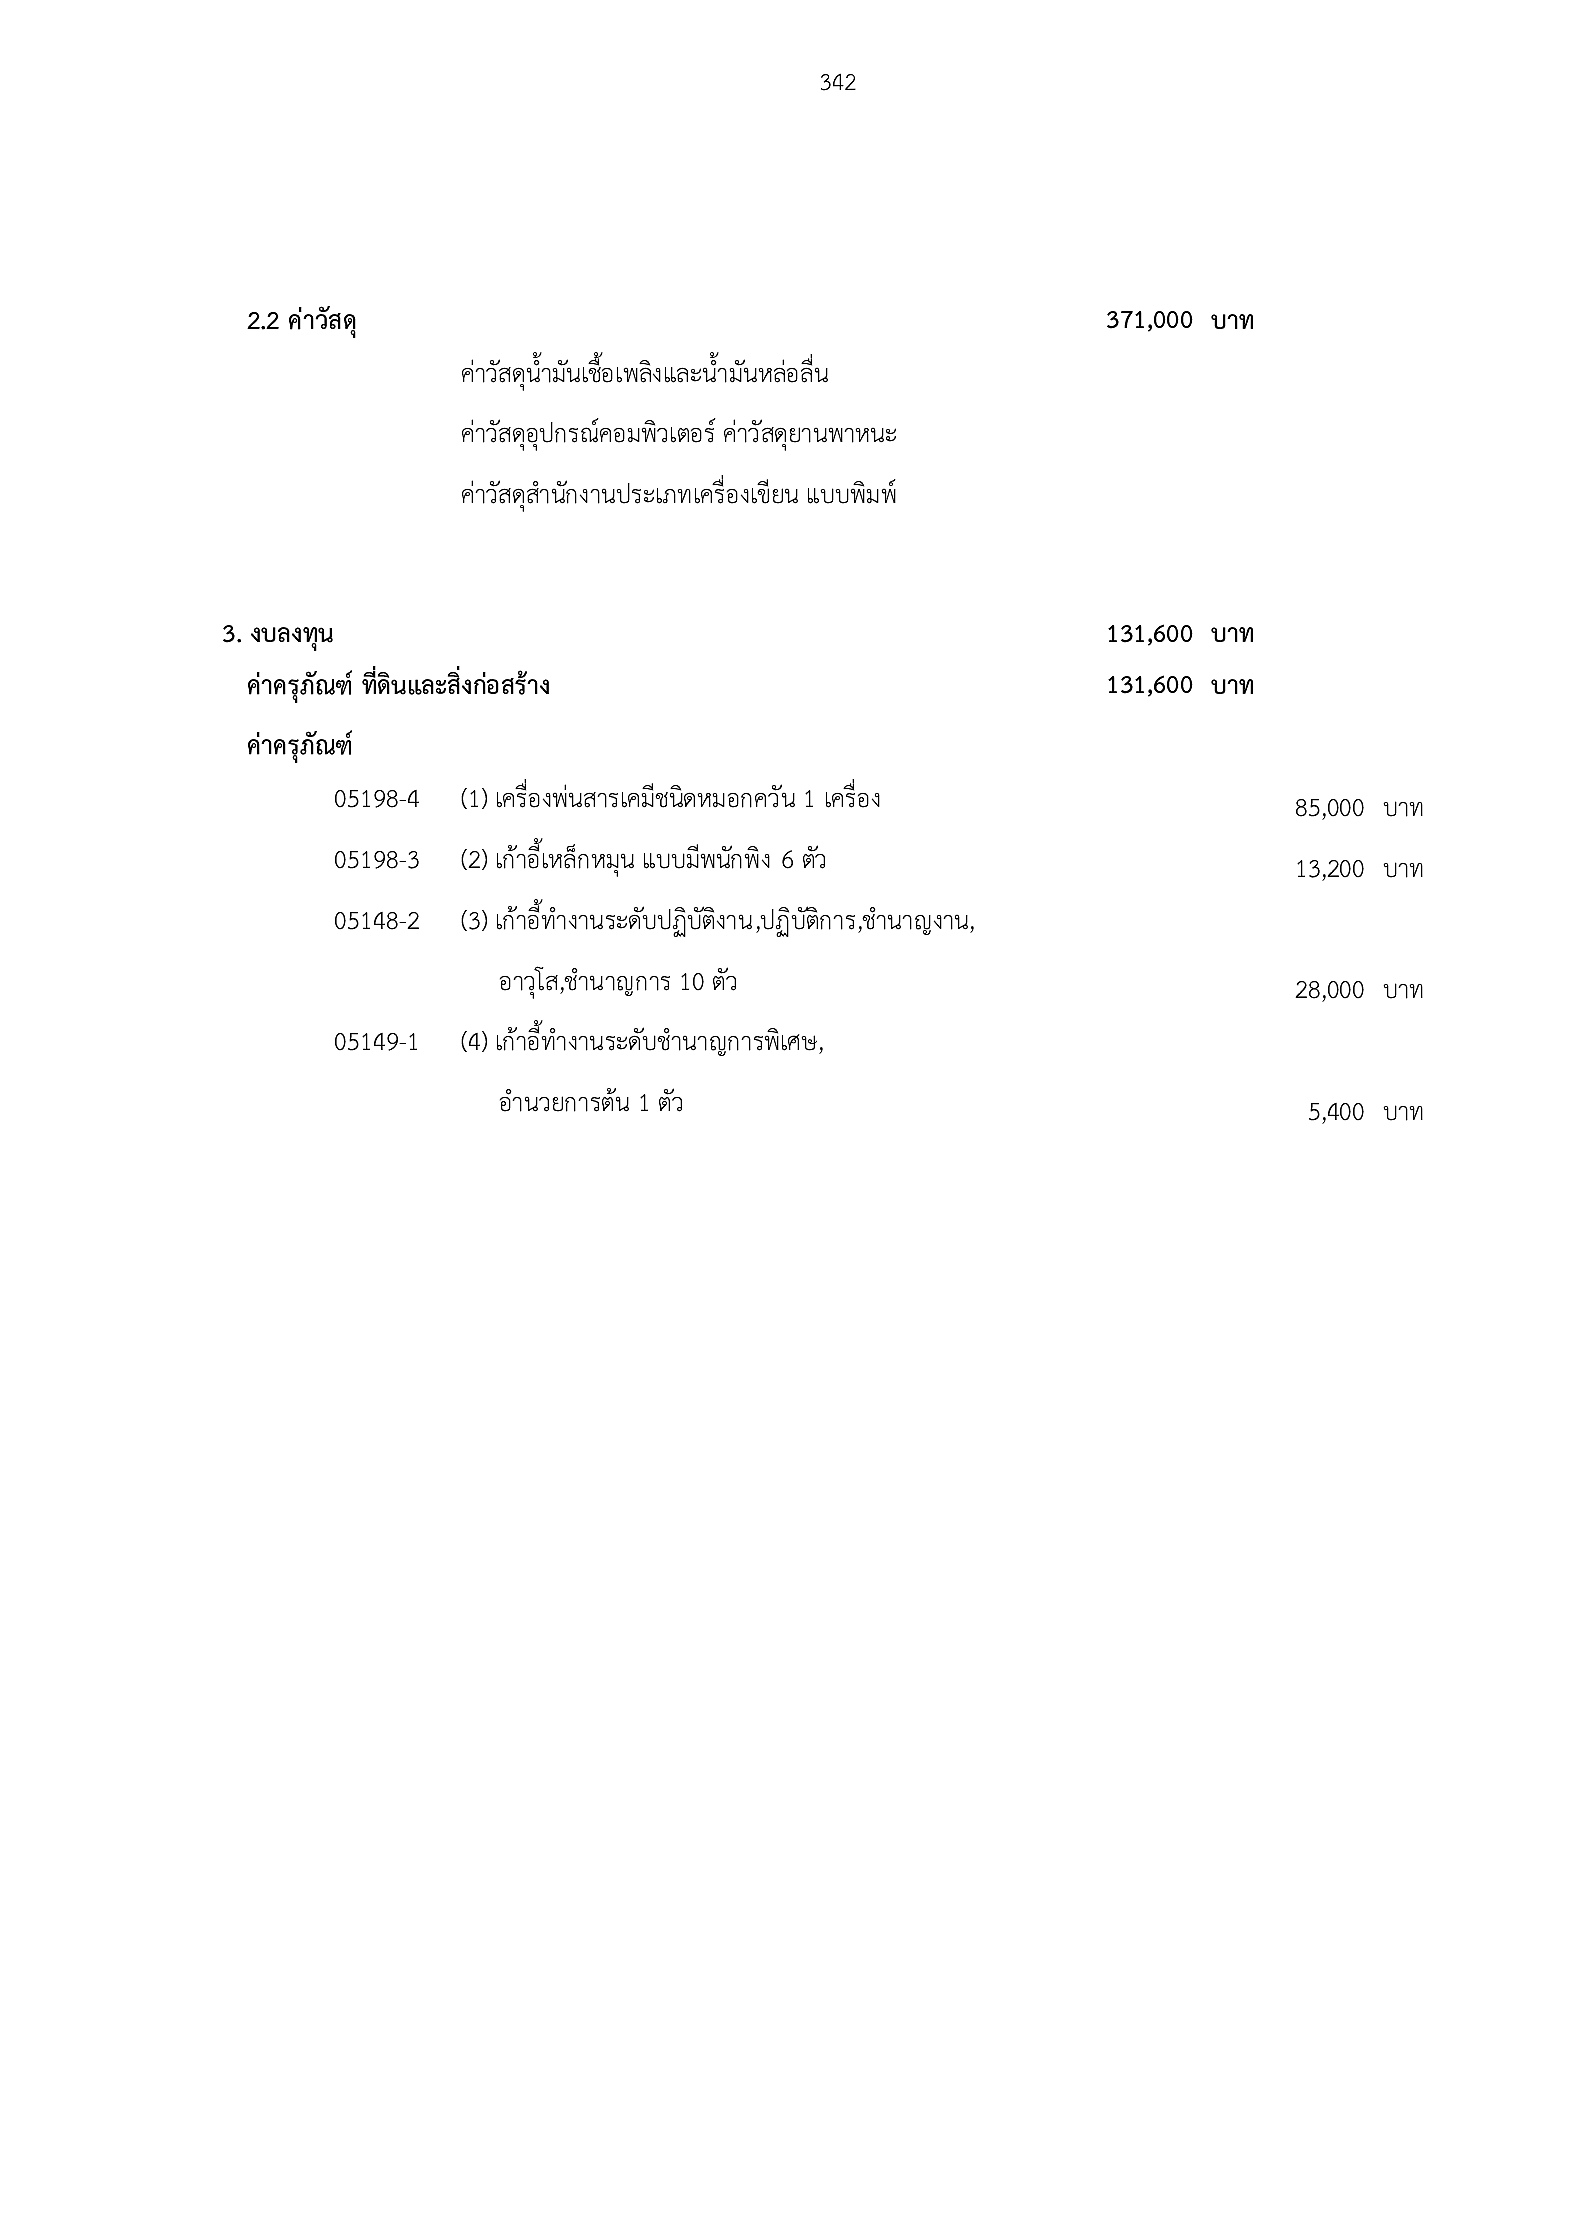 342
2.2 ค่าวัสดุ 371,000 บาท
ค่าวัสดุน้ำมันเชื้อเพลิงและน้ำมันหล่อลื่น
ค่าวัสดุอุปกรณ์คอมพิวเตอร์ ค่าวัสดุยานพาหนะ
ค่าวัสดุสำนักงานประเภทเครื่องเขียน แบบพิมพ์
3. งบลงทุน 131,600 บาท
ค่าครุภัณฑ์ ที่ดินและสิ่งก่อสร้าง 131,600 บาท
ค่าครุภัณฑ์
05198-4 (1) เครื่องพ่นสารเคมีชนิดหมอกควัน 1 เครื่อง 85,000 บาท
05198-3 (2) เก้าอี้เหล็กหมุน แบบมีพนักพิง 6 ตัว 13,200 บาท
05148-2 (3) เก้าอี้ทำงานระดับปฏิบัติงาน,ปฏิบัติการ,ชำนาญงาน,
อาวุโส,ชำนาญการ 10 ตัว 28,000 บาท
05149-1 (4) เก้าอี้ทำงานระดับชำนาญการพิเศษ,
อำนวยการต้น 1 ตัว 5,400 บาท